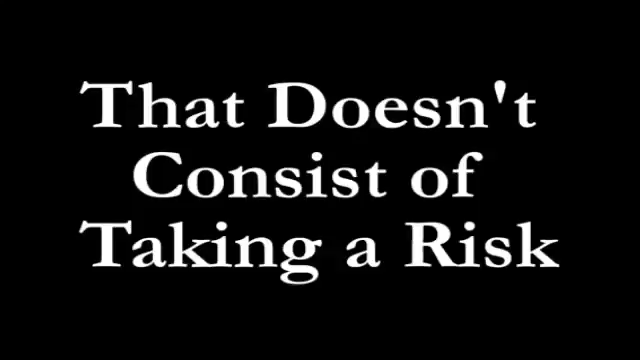 That Doesn't
Consist of
Taking a Risk